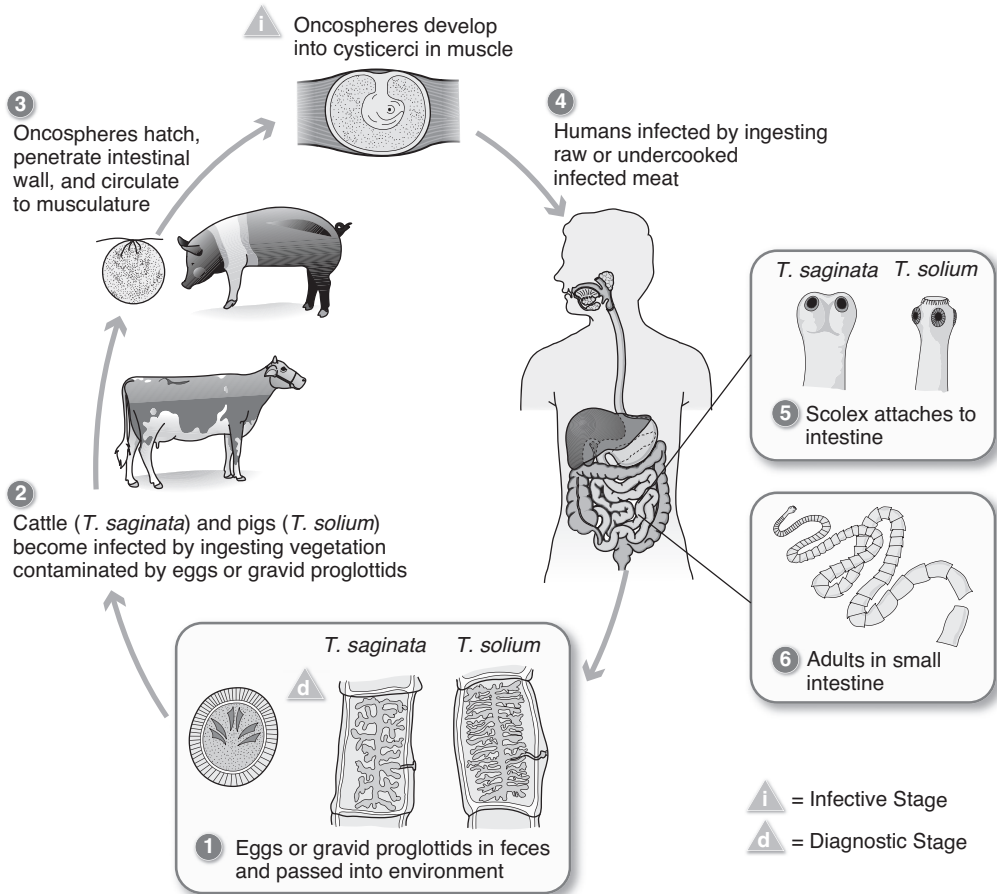 i
Oncospheres develop
into cysticerci in muscle
3
Oncospheres hatch,
penetrate intestinal
wall, and circulate
to musculature
4
Humans infected by ingesting
raw or undercooked
infected meat
T. saginata T. solium
5 Scolex attaches to
intestine
6 Adults in small
intestine
2
Cattle (T. saginata) and pigs (T. solium)
become infected by ingesting vegetation
contaminated by eggs or gravid proglottids
T. saginata T. solium
d
1 Eggs or gravid proglottids in feces
and passed into environment
i = Infective Stage
d = Diagnostic Stage